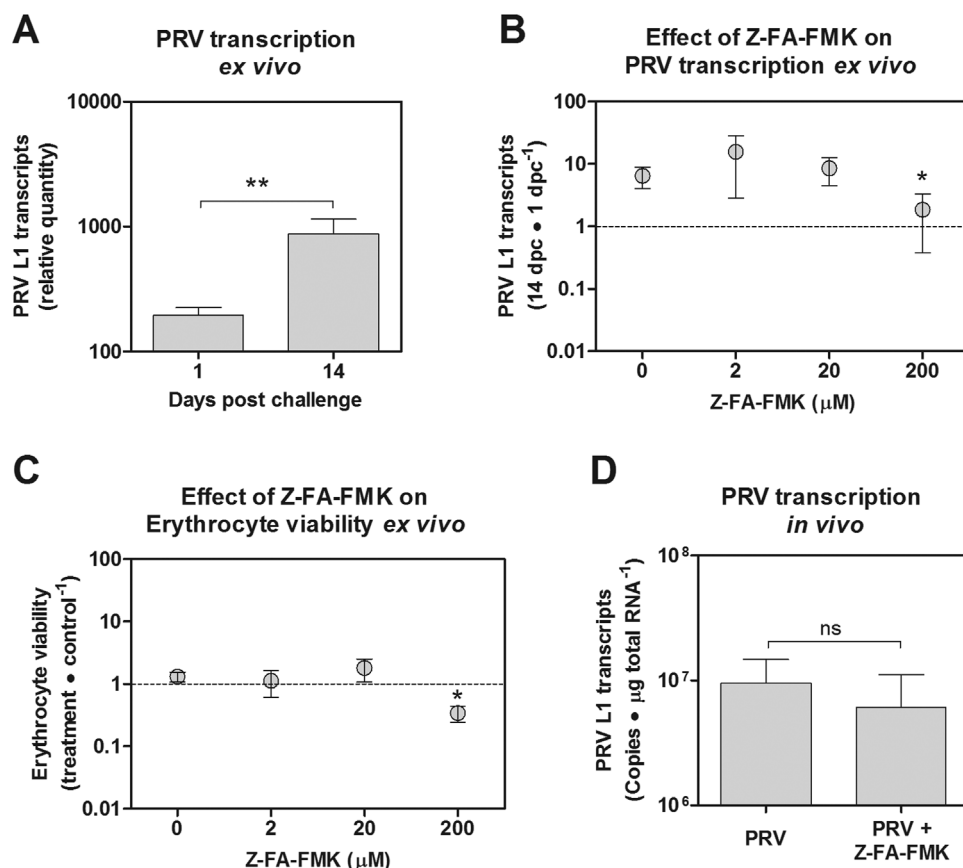 A
PRV transcription
ex vivo
PRV L1 transcripts
(relative quantity)
10000
1000
100
**
1
14
Days post challenge
B
Effect of Z-FA-FMK on
PRV transcription ex vivo
PRV L1 transcripts
(14 dpc • 1 dpc⁻¹)
100
10
1
0.1
0.01
*
0
2
20
200
Z-FA-FMK (μM)
C
Effect of Z-FA-FMK on
Erythrocyte viability ex vivo
Erythrocyte viability
(treatment • control⁻¹)
100
10
1
0.1
0.01
*
0
2
20
200
Z-FA-FMK (μM)
D
PRV transcription
in vivo
PRV L1 transcripts
(Copies • μg total RNA⁻¹)
10⁸
10⁷
10⁶
ns
PRV
PRV +
Z-FA-FMK